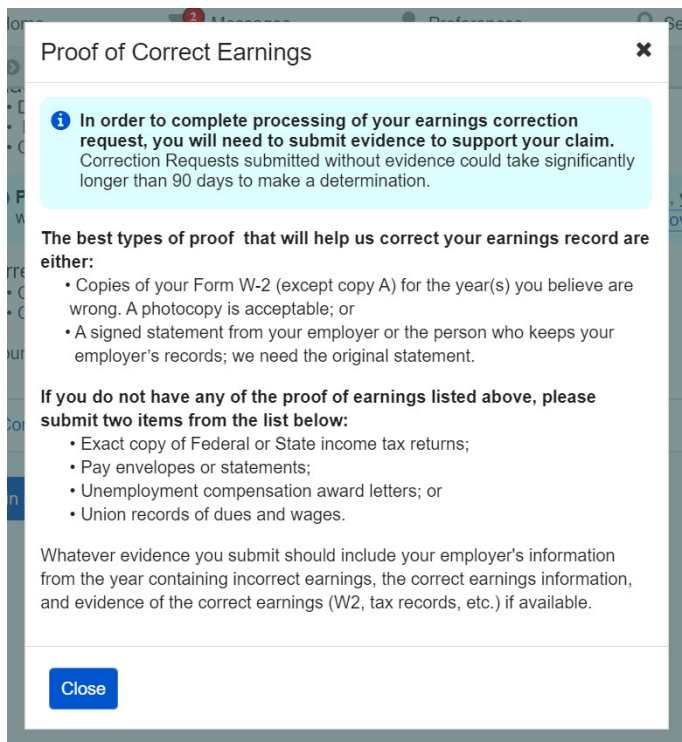 2 Messages Preferences
Proof of Correct Earnings
In order to complete processing of your earnings correction
request, you will need to submit evidence to support your claim.
Correction Requests submitted without evidence could take significantly
longer than 90 days to make a determination.
The best types of proof that will help us correct your earnings record are
either:
• Copies of your Form W-2 (except copy A) for the year(s) you believe are
wrong. A photocopy is acceptable; or
• A signed statement from your employer or the person who keeps your
employer’s records; we need the original statement.
If you do not have any of the proof of earnings listed above, please
submit two items from the list below:
• Exact copy of Federal or State income tax returns;
• Pay envelopes or statements;
• Unemployment compensation award letters; or
• Union records of dues and wages.
Whatever evidence you submit should include your employer's information
from the year containing incorrect earnings, the correct earnings information,
and evidence of the correct earnings (W2, tax records, etc.) if available.
Close